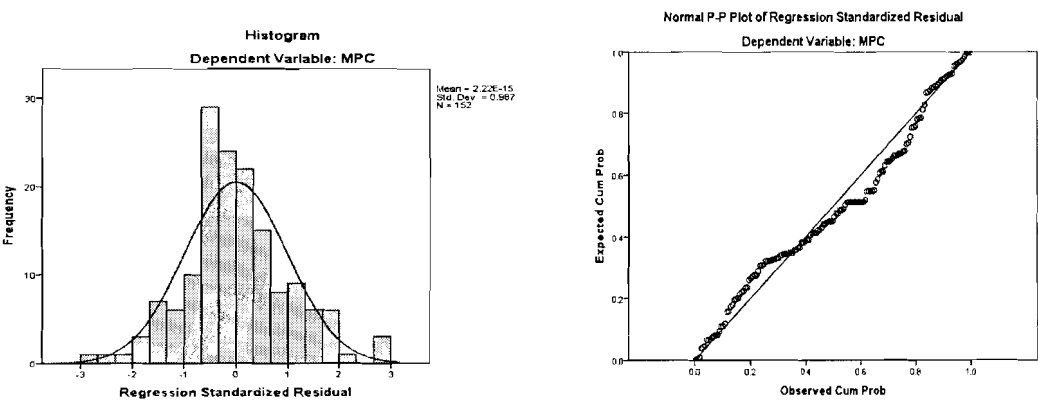 Histogram
Dependent Variable: MPC
Mean = 2.22E-15
Std. Dev. = 0.987
N = 152
30
20
10
0
Frequency
-3 -2 -1 0 1 2 3
Regression Standardized Residual
Normal P-P Plot of Regression Standardized Residual
Dependent Variable: MPC
1.0
0.8
0.6
0.4
0.2
0.0
Expected Cum Prob
0.0 0.2 0.4 0.6 0.8 1.0
Observed Cum Prob